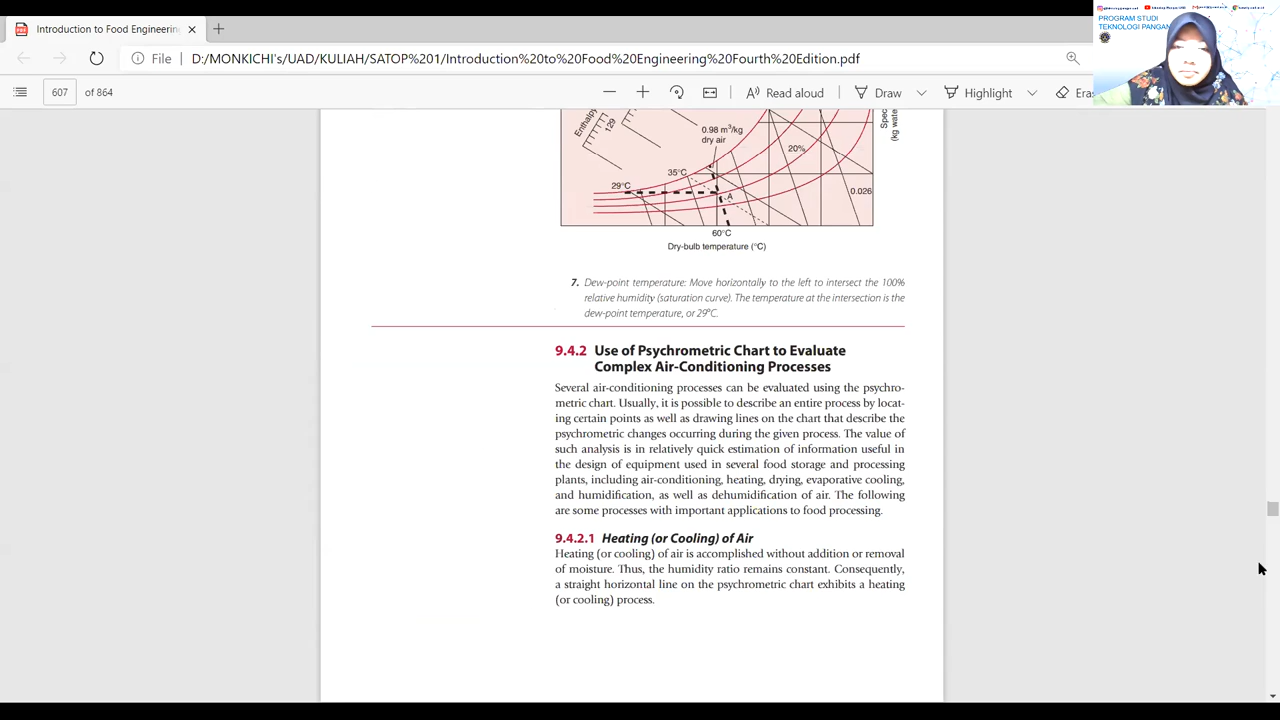 Introduction to Food Engineerin
PROGRAM STUDI
TEKNOLOGI PANGAN
File
D:/MONKICHI's/UAD/KULIAH/SATOP%201/Introduction%20to%20Food%20Engineering%20Fourth%20Edition.pdf
607 of 864
Read aloud
Draw
Highlight
Eras
Enthalpy
129
0.98 m³/kg
dry air
20%
Spec
(kg wate
35°C
29°C
A
0.026
60°C
Dry-bulb temperature (°C)
7. Dew-point temperature: Move horizontally to the left to intersect the 100%
relative humidity (saturation curve). The temperature at the intersection is the
dew-point temperature, or 29°C.
9.4.2 Use of Psychrometric Chart to Evaluate
Complex Air-Conditioning Processes
Several air-conditioning processes can be evaluated using the psychro-
metric chart. Usually, it is possible to describe an entire process by locat-
ing certain points as well as drawing lines on the chart that describe the
psychrometric changes occurring during the given process. The value of
such analysis is in relatively quick estimation of information useful in
the design of equipment used in several food storage and processing
plants, including air-conditioning, heating, drying, evaporative cooling,
and humidification, as well as dehumidification of air. The following
are some processes with important applications to food processing.
9.4.2.1 Heating (or Cooling) of Air
Heating (or cooling) of air is accomplished without addition or removal
of moisture. Thus, the humidity ratio remains constant. Consequently,
a straight horizontal line on the psychrometric chart exhibits a heating
(or cooling) process.